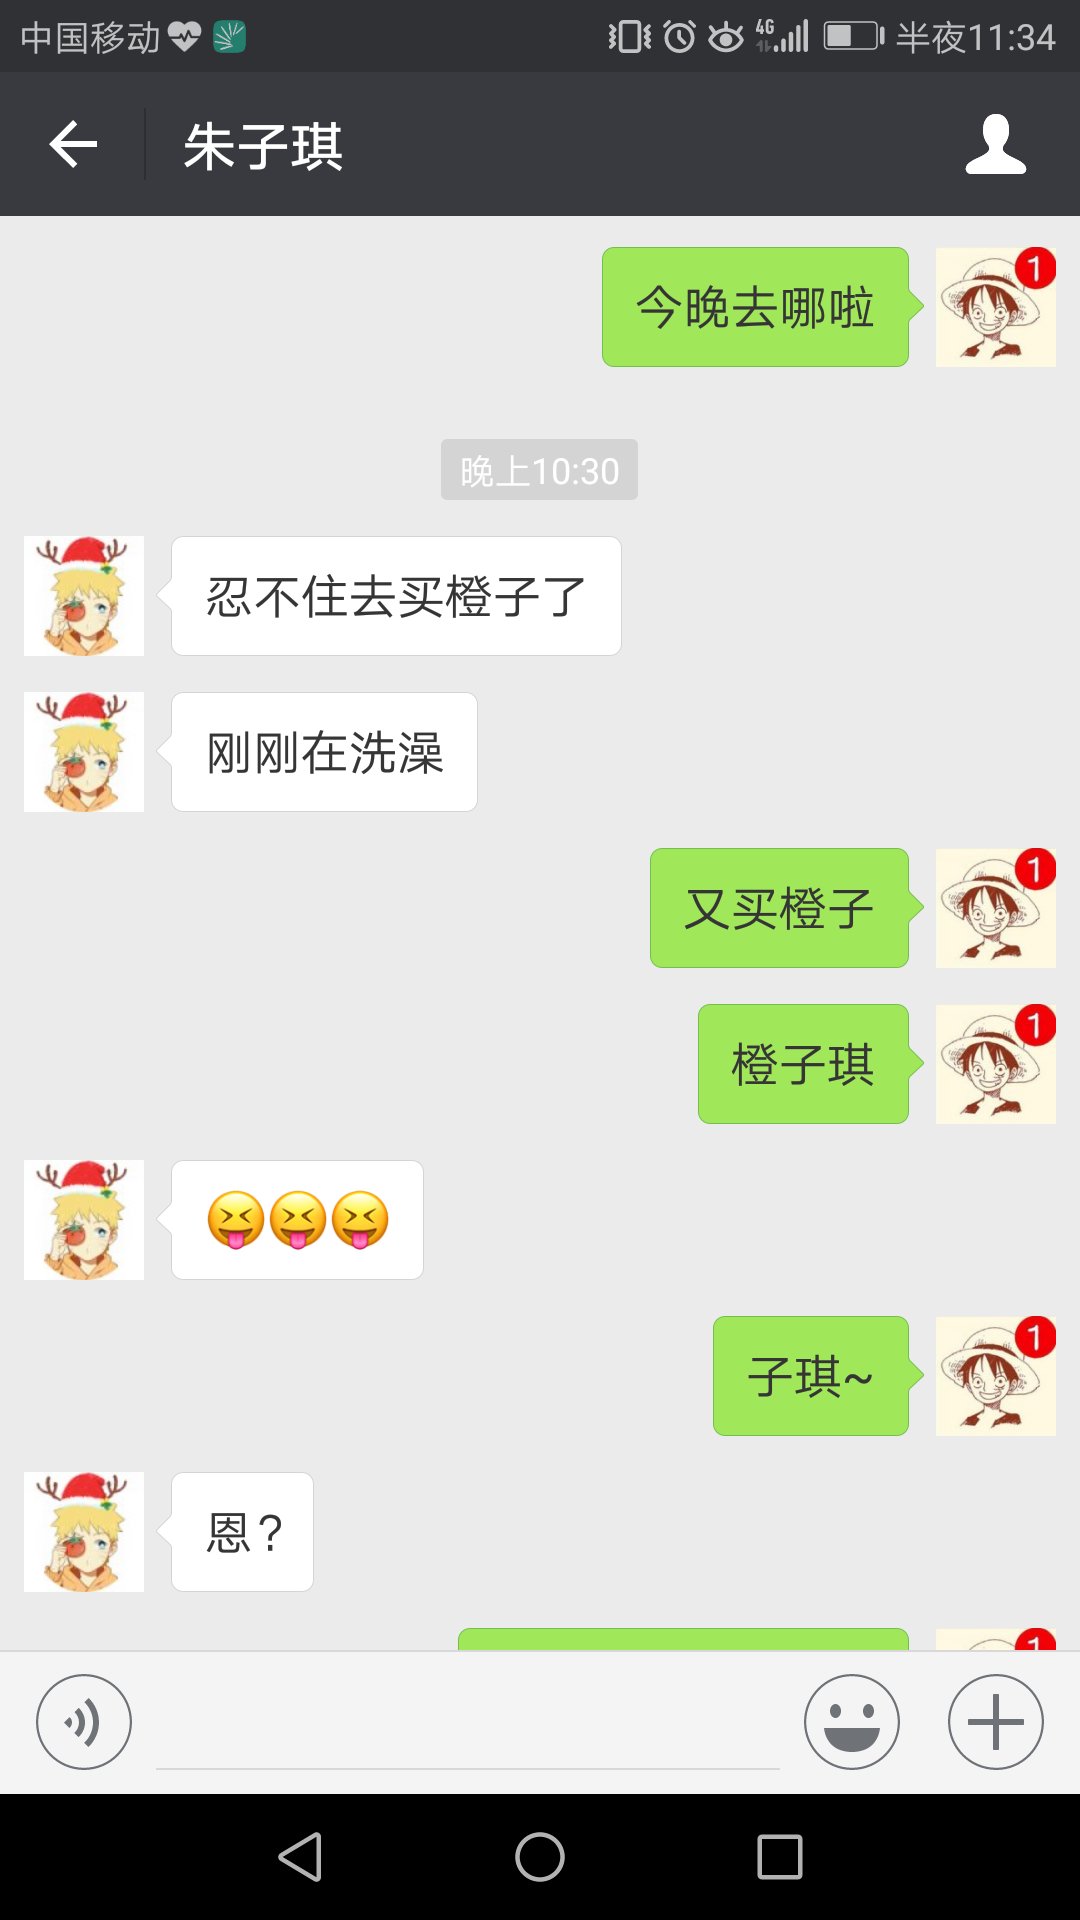 中国移动 4G 半夜11:34
朱子琪
今晚去哪啦
1
晚上10:30
忍不住去买橙子了
刚刚在洗澡
又买橙子
1
橙子琪
1
😝😝😝
子琪~
1
恩？
1